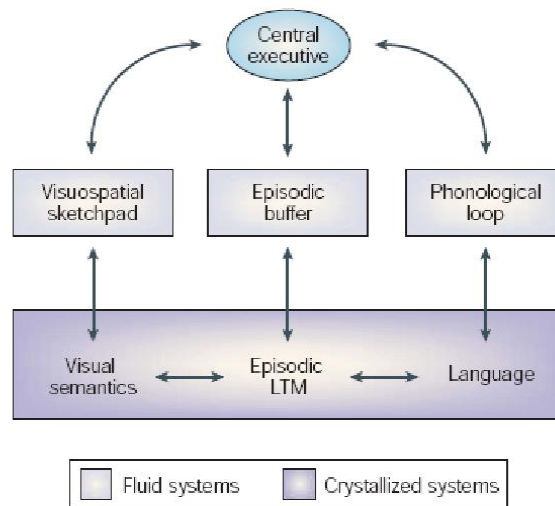 Central
executive
Visuospatial
sketchpad
Episodic
buffer
Phonological
loop
Visual
semantics
Episodic
LTM
Language
Fluid systems
Crystallized systems